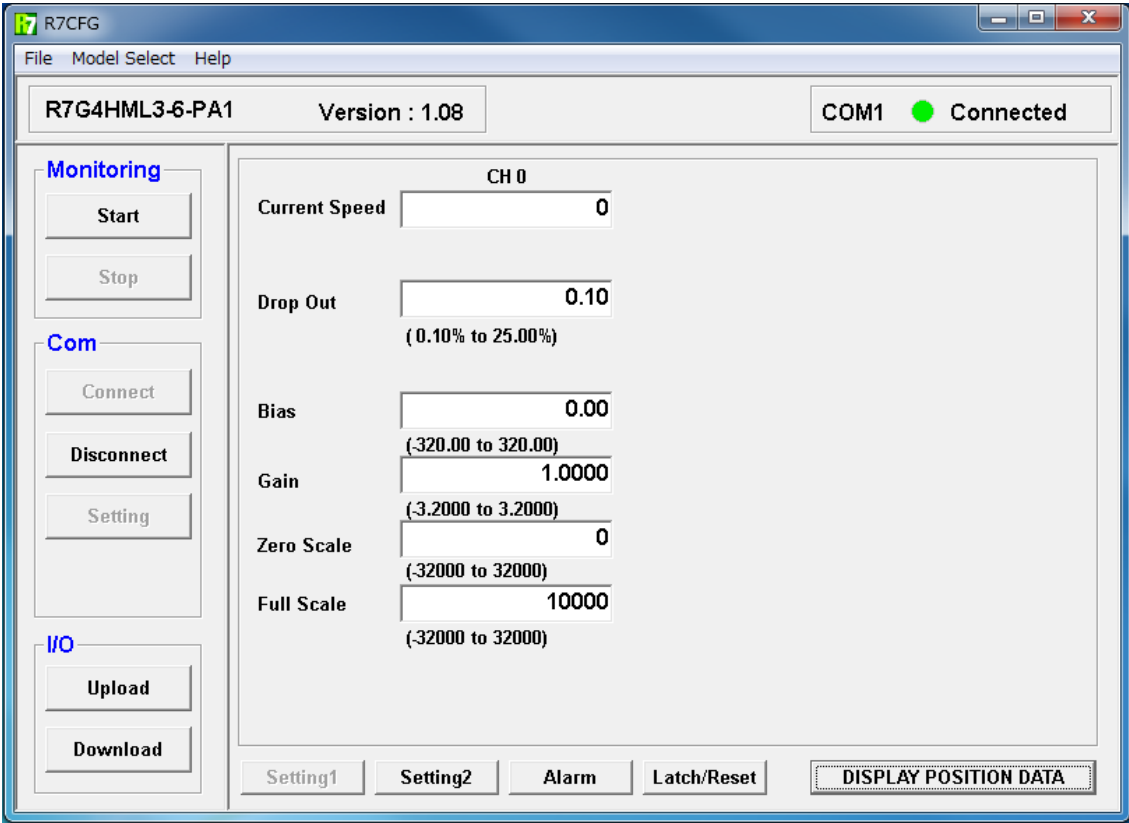 R7CFG
File Model Select Help
R7G4HML3-6-PA1 Version : 1.08
COM1 Connected
Monitoring
Start
Stop
Com
Connect
Disconnect
Setting
I/O
Upload
Download
CH 0
Current Speed 0
Drop Out 0.10
( 0.10% to 25.00%)
Bias 0.00
(-320.00 to 320.00)
Gain 1.0000
(-3.2000 to 3.2000)
Zero Scale 0
(-32000 to 32000)
Full Scale 10000
(-32000 to 32000)
Setting1 Setting2 Alarm Latch/Reset DISPLAY POSITION DATA